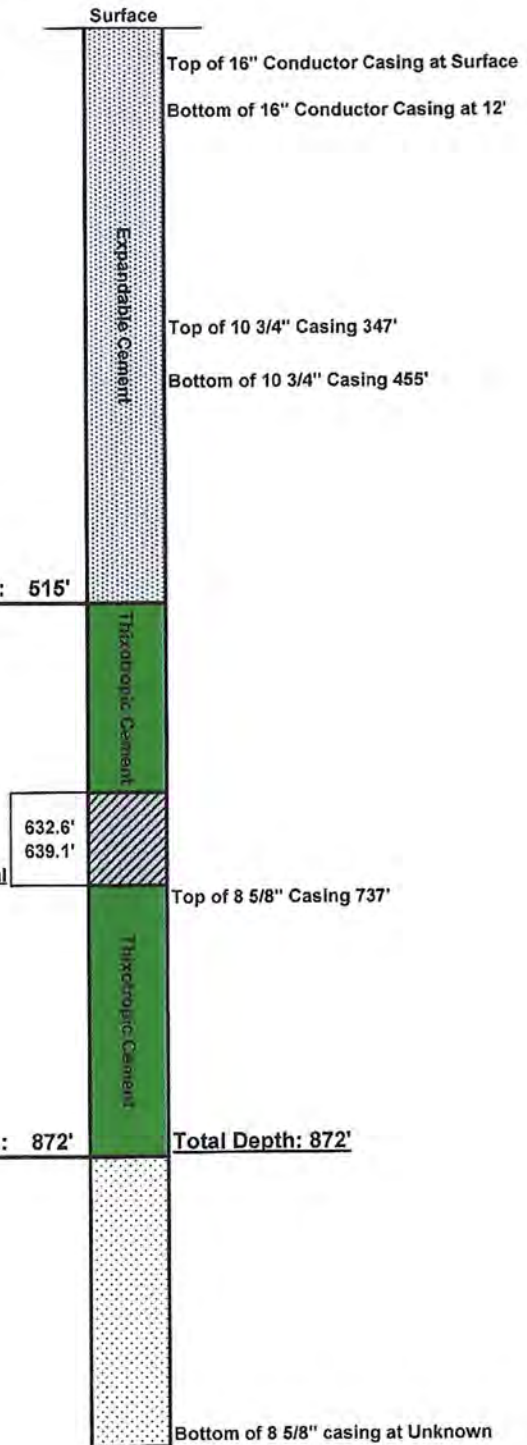 Surface
Top of 16" Conductor Casing at Surface
Bottom of 16" Conductor Casing at 12'
Expandable Cement
Top of 10 3/4" Casing 347'
Bottom of 10 3/4" Casing 455'
: 515'
Thixotropic Cement
632.6'
639.1'
Top of 8 5/8" Casing 737'
Thixotropic Cement
: 872'
Total Depth: 872'
Bottom of 8 5/8" casing at Unknown